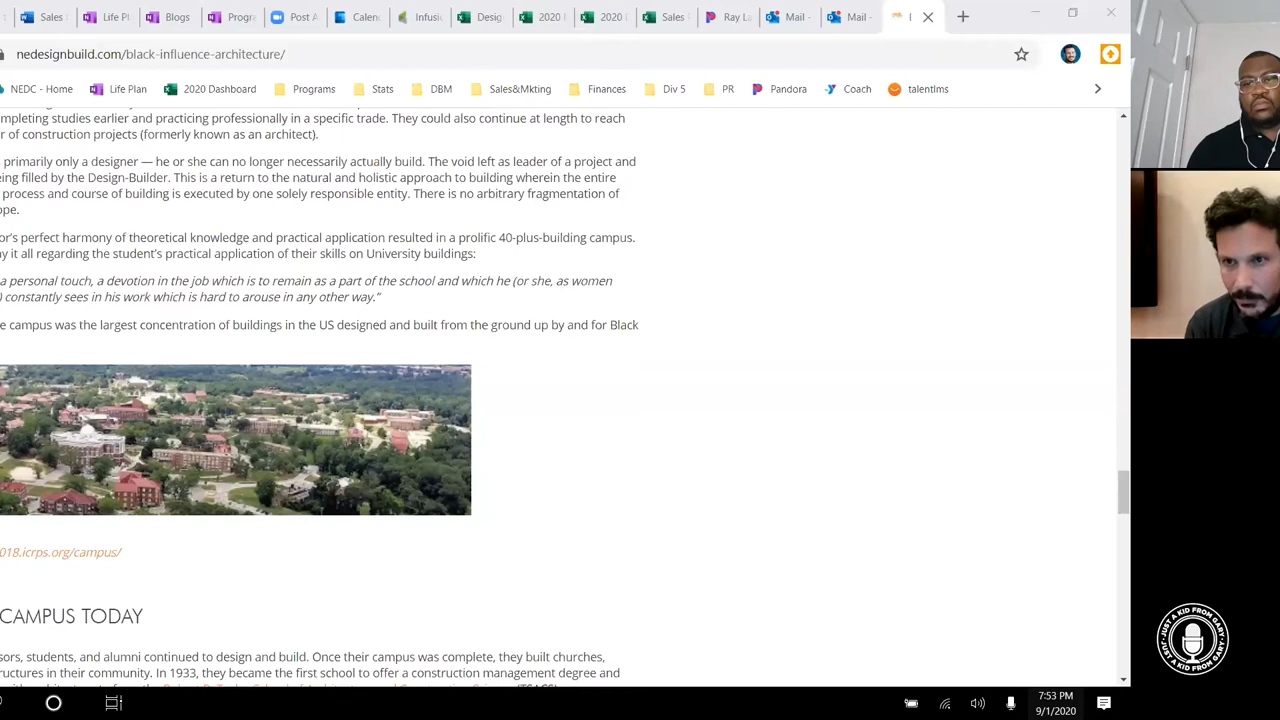 Sales
Life Pl
Blogs
Progre
Post A
Calenc
Infusic
Desig
2020 I
2020
Sales
Ray La
Mail -
Mail -
nedesignbuild.com/black-influence-architecture/
NEDC - Home
Life Plan
2020 Dashboard
Programs
Stats
DBM
Sales&Mkting
Finances
Div 5
PR
Pandora
Coach
talentlms
mpleting studies earlier and practicing professionally in a specific trade. They could also continue at length to reach
r of construction projects (formerly known as an architect).
primarily only a designer — he or she can no longer necessarily actually build. The void left as leader of a project and
eing filled by the Design-Builder. This is a return to the natural and holistic approach to building wherein the entire
process and course of building is executed by one solely responsible entity. There is no arbitrary fragmentation of
ope.
or's perfect harmony of theoretical knowledge and practical application resulted in a prolific 40-plus-building campus.
y it all regarding the student's practical application of their skills on University buildings:
a personal touch, a devotion in the job which is to remain as a part of the school and which he (or she, as women
) constantly sees in his work which is hard to arouse in any other way."
e campus was the largest concentration of buildings in the US designed and built from the ground up by and for Black
018.icrps.org/campus/
CAMPUS TODAY
sors, students, and alumni continued to design and build. Once their campus was complete, they built churches,
ructures in their community. In 1933, they became the first school to offer a construction management degree and
JUST A KID FROM GARY
JUST A KID FROM GARY
7:53 PM
9/1/2020